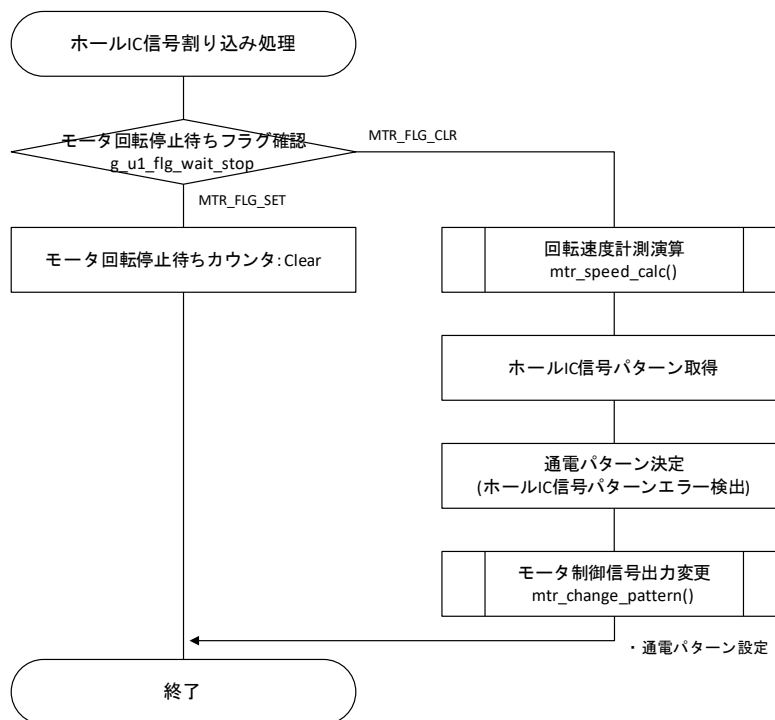 ホールIC信号割り込み処理
モータ回転停止待ちフラグ確認
g_u1_flg_wait_stop
MTR_FLG_CLR
MTR_FLG_SET
モータ回転停止待ちカウンタ：Clear
回転速度計測演算
mtr_speed_calc()
ホールIC信号パターン取得
通電パターン決定
(ホールIC信号パターンエラー検出)
モータ制御信号出力変更
mtr_change_pattern()
・通電パターン設定
終了